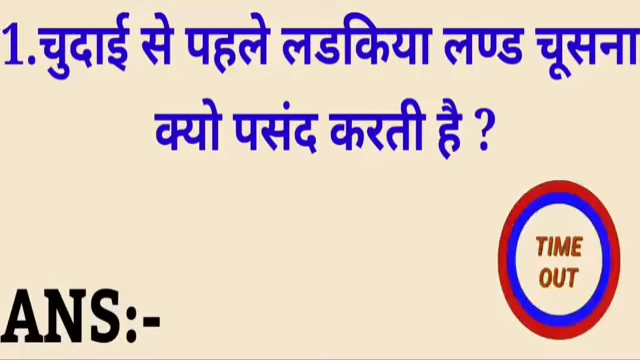 1.चुदाई से पहले लडकिया लण्ड चूसना
क्यो पसंद करती है ?
TIME
OUT
ANS:-